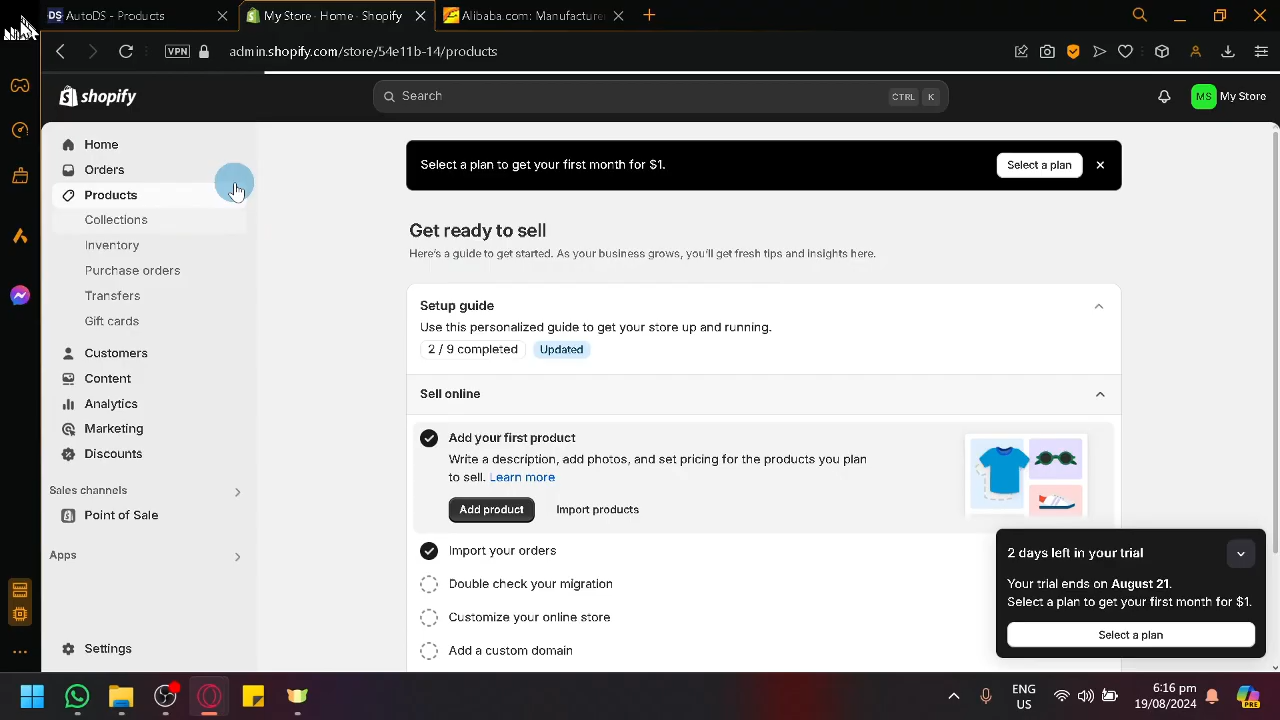 AutoDS - Products
My Store - Home - Shopify
Alibaba.com: Manufacture
VPN
admin.shopify.com/store/54e11b-14/products
shopify
Search
CTRL K
MS
My Store
Home
Orders
Products
Collections
Inventory
Purchase orders
Transfers
Gift cards
Customers
Content
Analytics
Marketing
Discounts
Sales channels
Point of Sale
Apps
Settings
Select a plan to get your first month for $1.
Select a plan
Get ready to sell
Here's a guide to get started. As your business grows, you'll get fresh tips and insights here.
Setup guide
Use this personalized guide to get your store up and running.
2 / 9 completed
Updated
Sell online
Add your first product
Write a description, add photos, and set pricing for the products you plan
to sell. Learn more
Add product
Import products
Import your orders
Double check your migration
Customize your online store
Add a custom domain
2 days left in your trial
Your trial ends on August 21.
Select a plan to get your first month for $1.
Select a plan
ENG
US
6:16 pm
19/08/2024
PRE